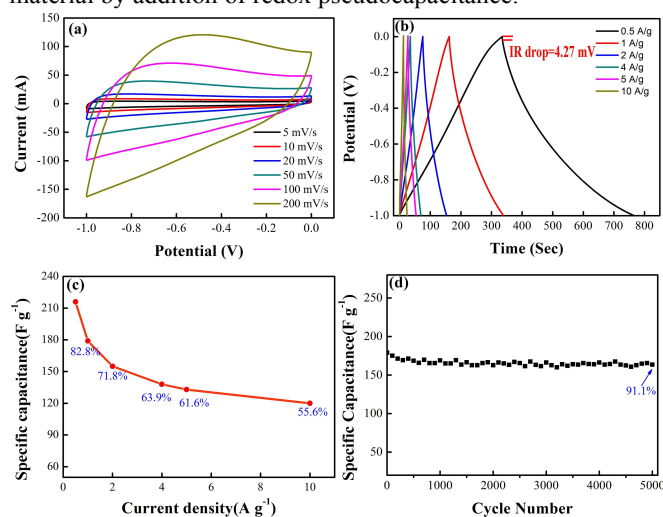 material by addition of redox pseudocapacitance.
(a)
Current (mA)
150
100
50
0
-50
-100
-150
-200
5 mV/s
10 mV/s
20 mV/s
50 mV/s
100 mV/s
200 mV/s
-1.0 -0.8 -0.6 -0.4 -0.2 0.0
Potential (V)
(b)
Potential (V)
0.0
-0.2
-0.4
-0.6
-0.8
-1.0
IR drop=4.27 mV
0.5 A/g
1 A/g
2 A/g
4 A/g
5 A/g
10 A/g
0 100 200 300 400 500 600 700 800
Time (Sec)
(c)
Specific capacitance(F g-1)
240
210
180
150
120
90
60
82.8%
71.8%
63.9%
61.6%
55.6%
0 2 4 6 8 10
Current density(A g-1)
(d)
Specific Capacitance(F g-1)
250
200
150
100
50
91.1%
0 1000 2000 3000 4000 5000
Cycle Number